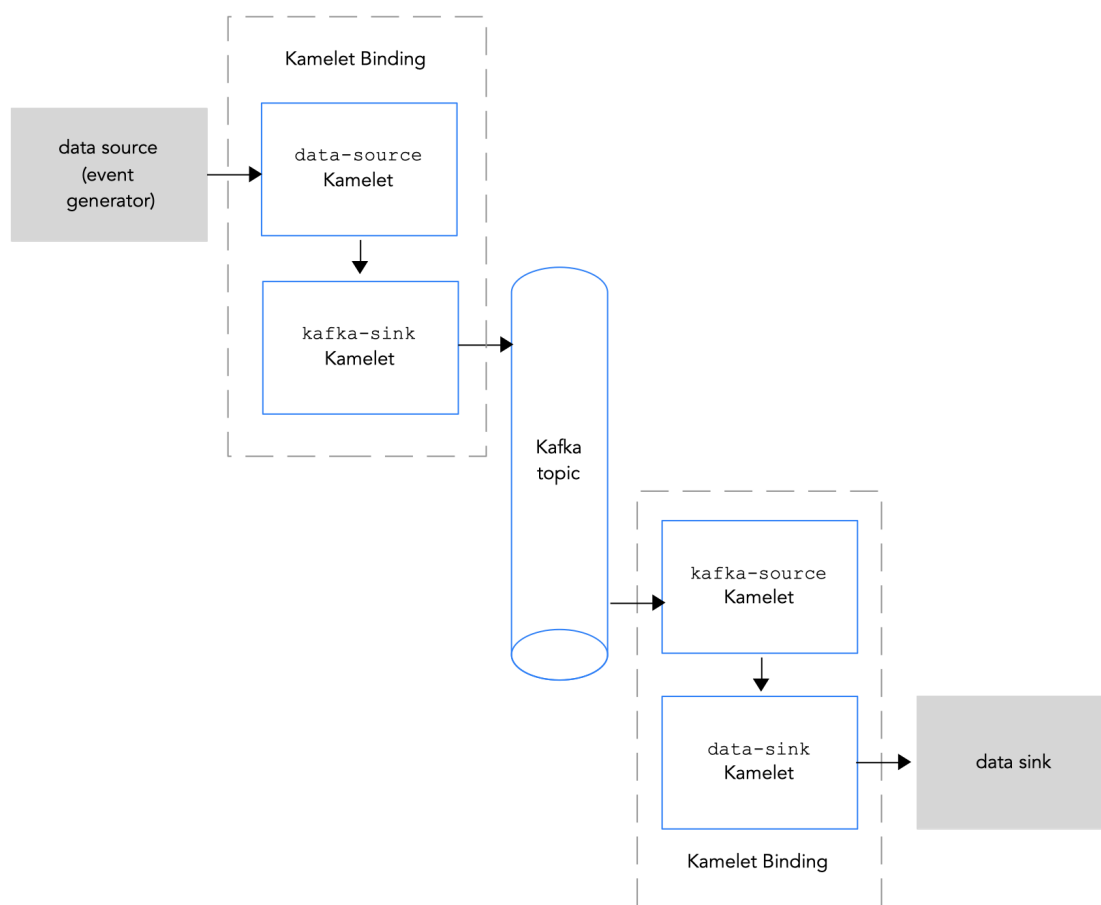 Kamelet Binding
data source
(event
generator)
data-source
Kamelet
kafka-sink
Kamelet
Kafka
topic
kafka-source
Kamelet
data-sink
Kamelet
data sink
Kamelet Binding